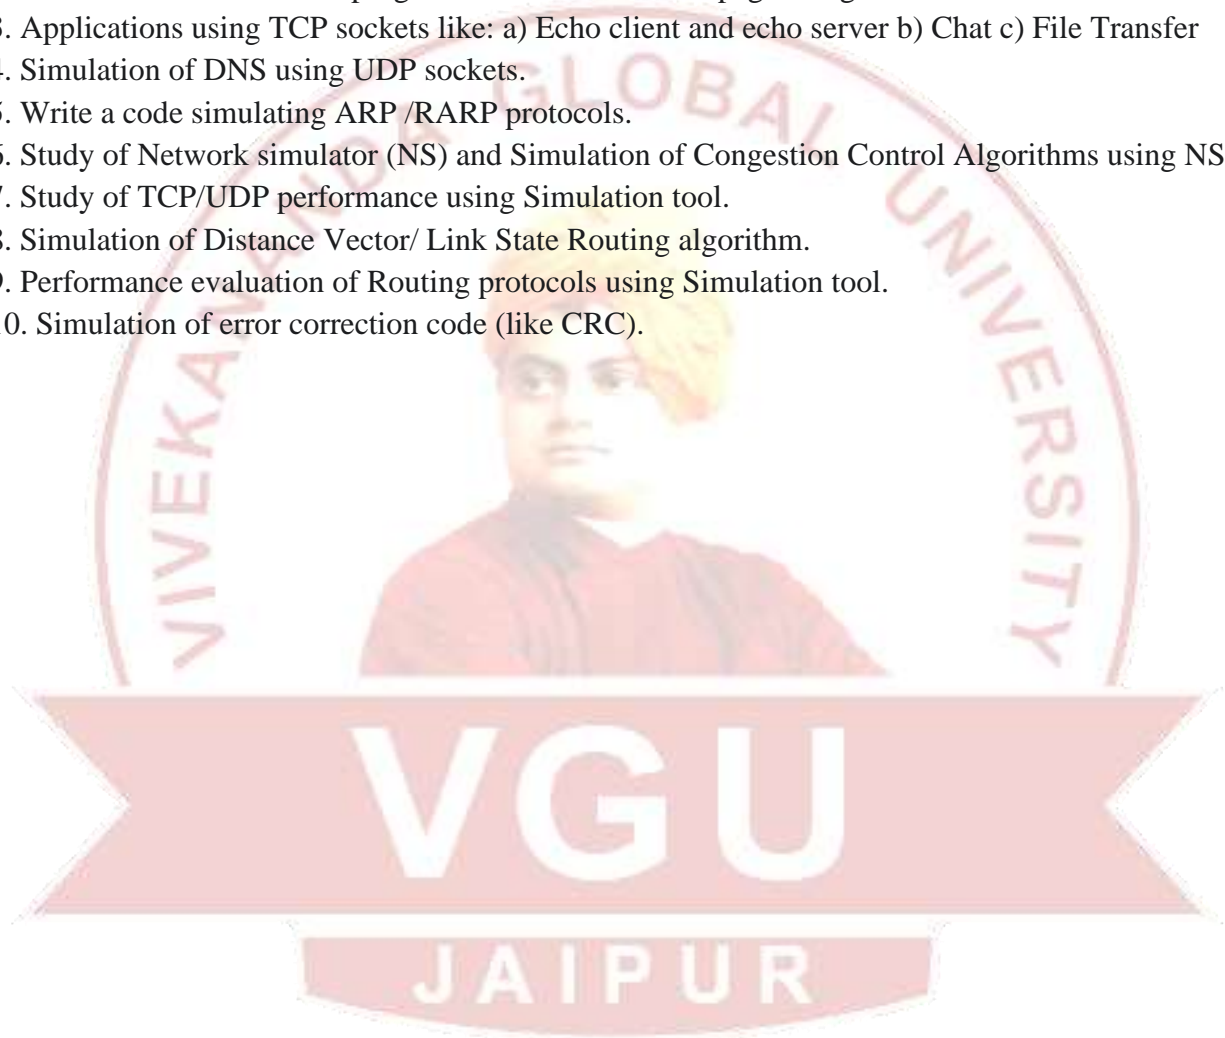 3. Applications using TCP sockets like: a) Echo client and echo server b) Chat c) File Transfer
4. Simulation of DNS using UDP sockets.
5. Write a code simulating ARP /RARP protocols.
6. Study of Network simulator (NS) and Simulation of Congestion Control Algorithms using NS
7. Study of TCP/UDP performance using Simulation tool.
8. Simulation of Distance Vector/ Link State Routing algorithm.
9. Performance evaluation of Routing protocols using Simulation tool.
10. Simulation of error correction code (like CRC).
VIVEKANANDA GLOBAL UNIVERSITY
VGU
JAIPUR